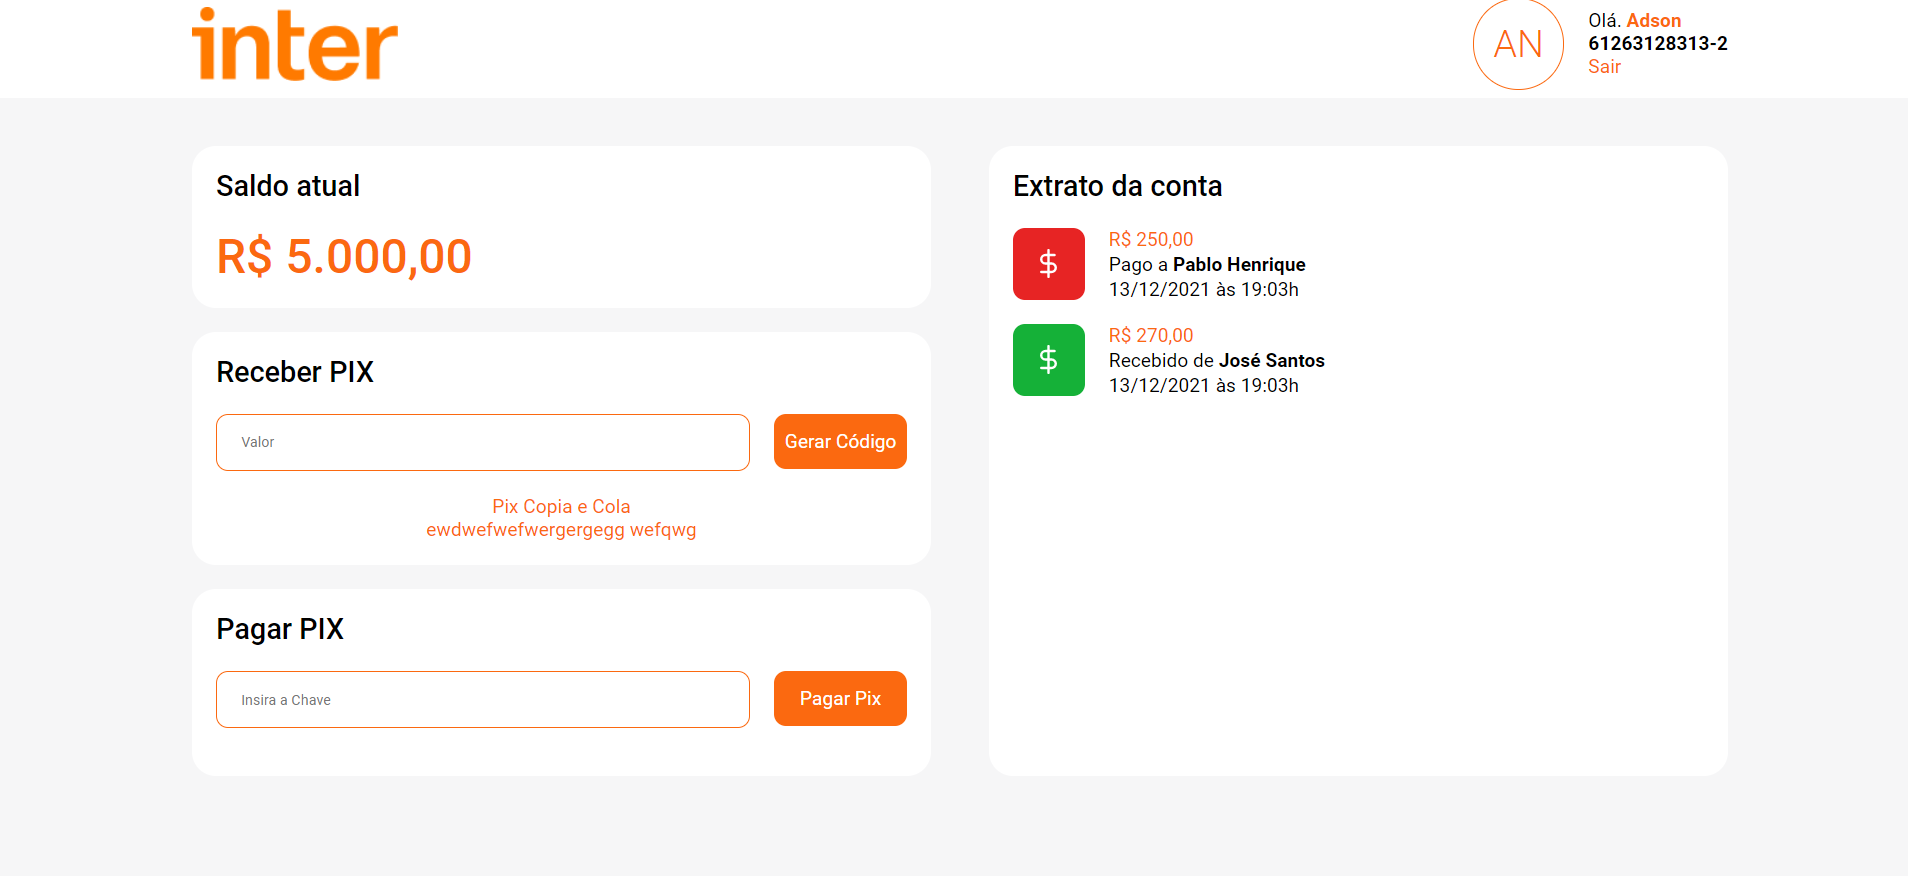 inter
AN
Olá. Adson
61263128313-2
Sair
Saldo atual
R$ 5.000,00
Receber PIX
Valor
Gerar Código
Pix Copia e Cola
ewdwefwefwergergegg wefqwg
Pagar PIX
Insira a Chave
Pagar Pix
Extrato da conta
$
R$ 250,00
Pago a Pablo Henrique
13/12/2021 às 19:03h
$
R$ 270,00
Recebido de José Santos
13/12/2021 às 19:03h